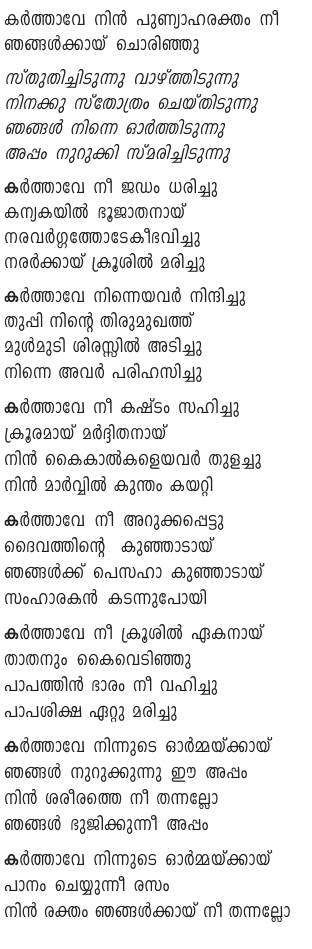 കർത്താവേ നിൻ പുണ്യാഹരക്തം നീ
ഞങ്ങൾക്കായ് ചൊരിഞ്ഞു
സ്തുതിച്ചിടുന്നു വാഴ്ത്തിടുന്നു
നിനക്കു സ്തോത്രം ചെയ്തിടുന്നു
ഞങ്ങൾ നിന്നെ ഓർത്തിടുന്നു
അപ്പം നുറുക്കി സ്മരിച്ചിടുന്നു
കർത്താവേ നീ ജഡം ധരിച്ചു
കന്യകയിൽ ഭൂജാതനായ്
നരവർഗ്ഗത്തോടേകീഭവിച്ചു
നരർക്കായ് ക്രൂശിൽ മരിച്ചു
കർത്താവേ നിന്നെയവർ നിന്ദിച്ചു
തുപ്പി നിന്റെ തിരുമുഖത്ത്
മുൾമുടി ശിരസ്സിൽ അടിച്ചു
നിന്നെ അവർ പരിഹസിച്ചു
കർത്താവേ നീ കഷ്ടം സഹിച്ചു
ക്രൂരമായ് മർദ്ദിതനായ്
നിൻ കൈകാൽകളെയവർ തുളച്ചു
നിൻ മാർവ്വിൽ കുന്തം കയറ്റി
കർത്താവേ നീ അറുക്കപ്പെട്ടു
ദൈവത്തിന്റെ കുഞ്ഞാടായ്
ഞങ്ങൾക്ക് പെസഹാ കുഞ്ഞാടായ്
സംഹാരകൻ കടന്നുപോയി
കർത്താവേ നീ ക്രൂശിൽ ഏകനായ്
താതനും കൈവെടിഞ്ഞു
പാപത്തിൻ ഭാരം നീ വഹിച്ചു
പാപശിക്ഷ ഏറ്റു മരിച്ചു
കർത്താവേ നിന്നുടെ ഓർമ്മയ്ക്കായ്
ഞങ്ങൾ നുറുക്കുന്നു ഈ അപ്പം
നിൻ ശരീരത്തെ നീ തന്നല്ലോ
ഞങ്ങൾ ഭുജിക്കുന്നീ അപ്പം
കർത്താവേ നിന്നുടെ ഓർമ്മയ്ക്കായ്
പാനം ചെയ്യുന്നീ രസം
നിൻ രക്തം ഞങ്ങൾക്കായ് നീ തന്നല്ലോ